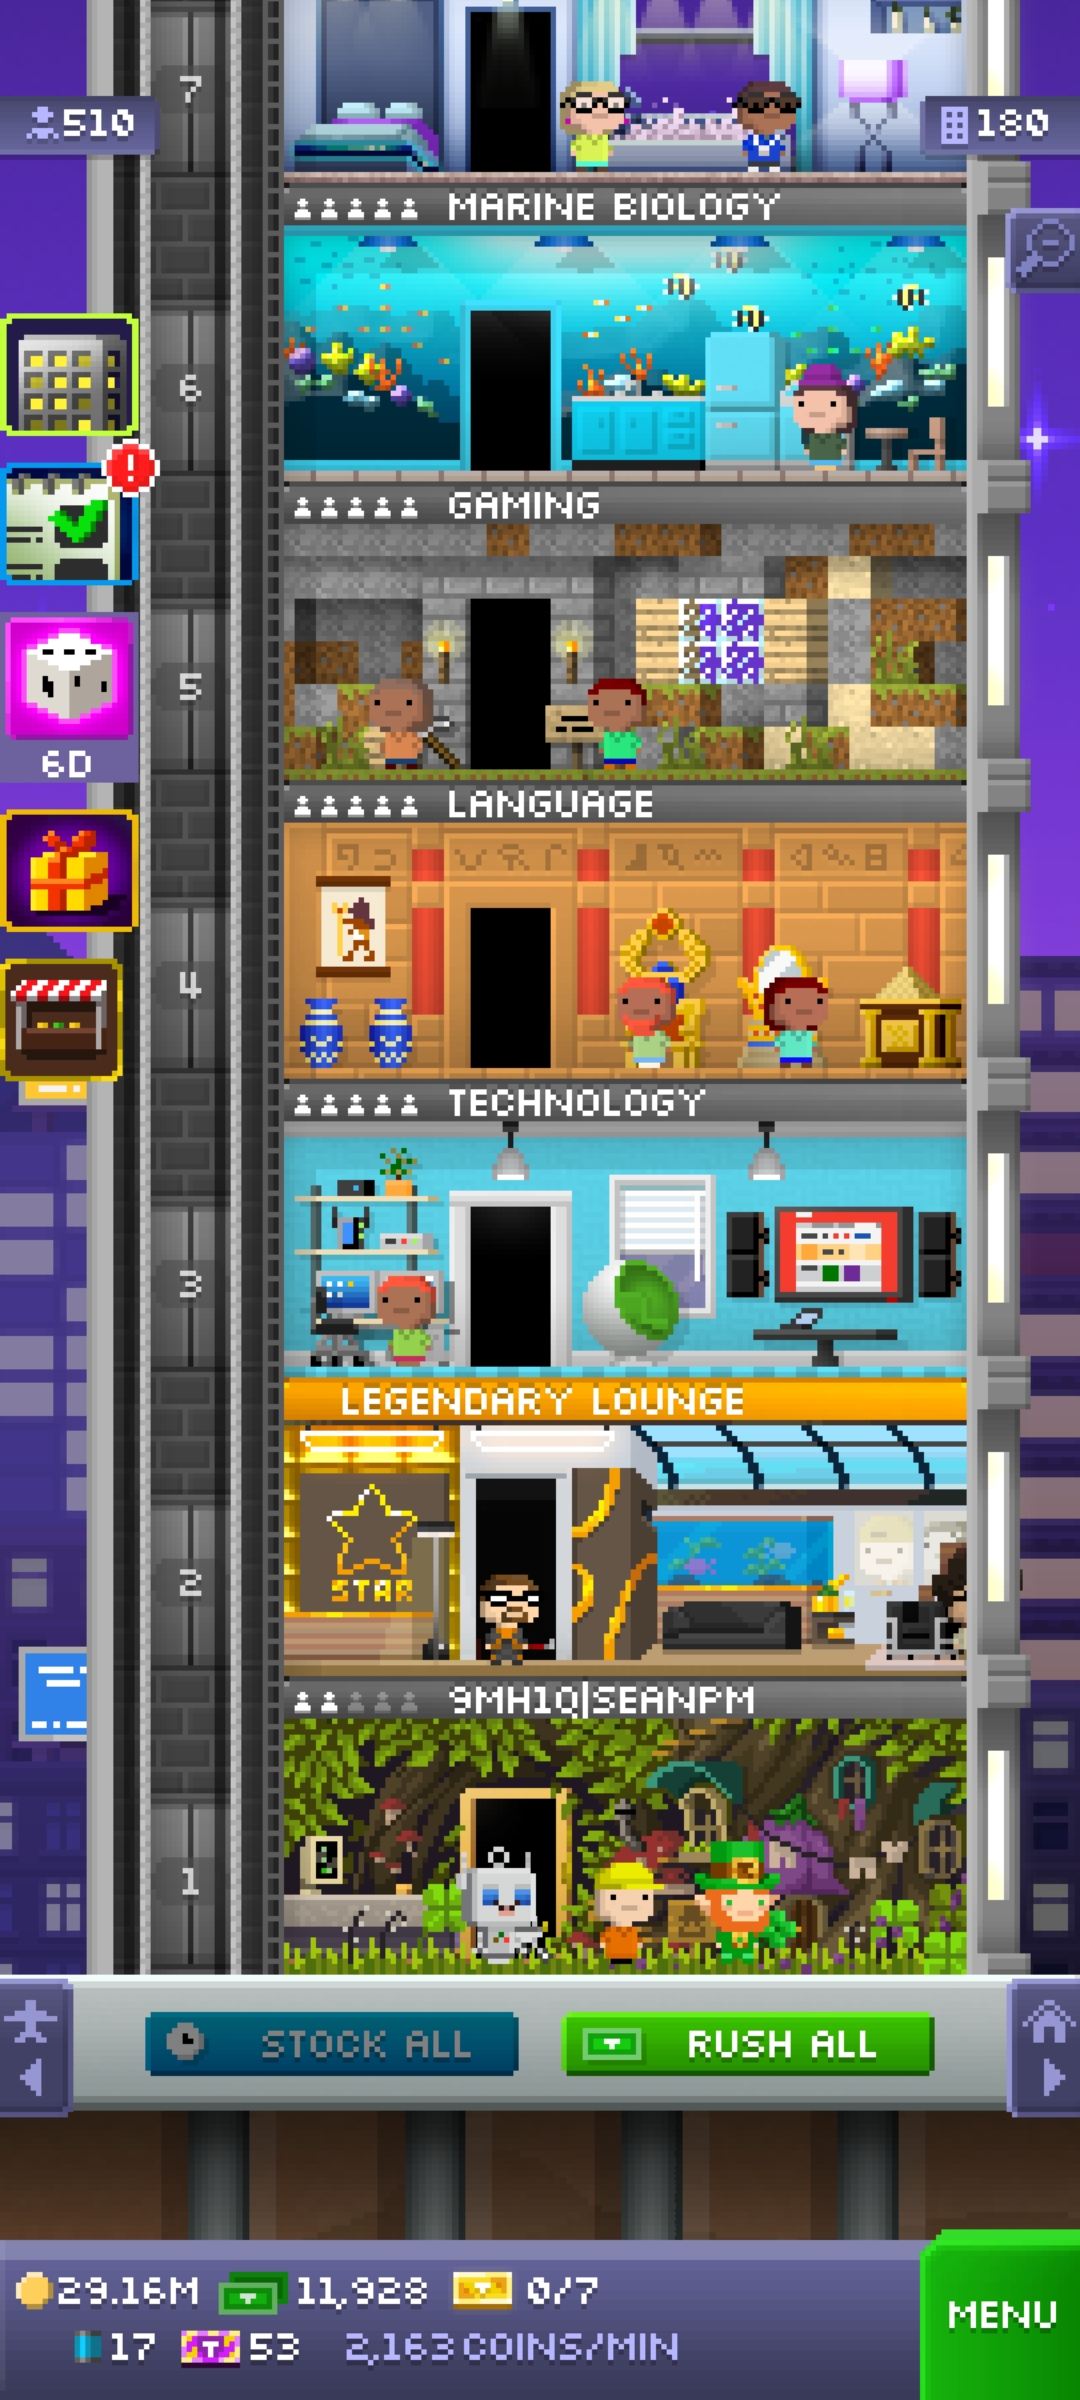 7
510
180
MARINE BIOLOGY
6
GAMING
5
6D
LANGUAGE
4
TECHNOLOGY
3
LEGENDARY LOUNGE
STAR
2
9MH1Q|SEANPM
1
STOCK ALL
RUSH ALL
29.16M 11,928 0/7
MENU
17 53 2,163 COINS/MIN